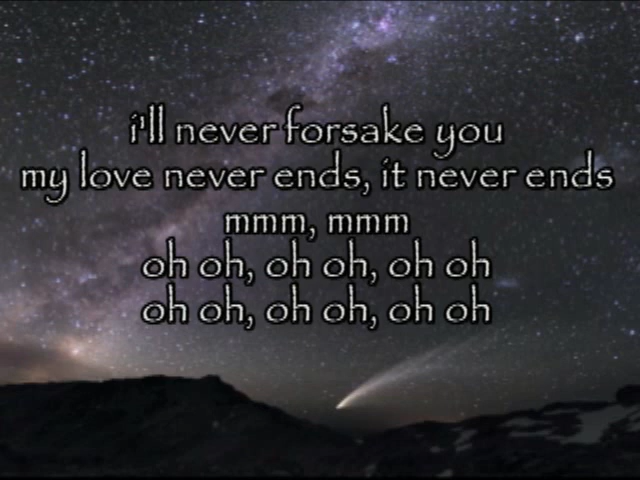 i'll never forsake you
my love never ends, it never ends
mmm, mmm
oh oh, oh oh, oh oh
oh oh, oh oh, oh oh